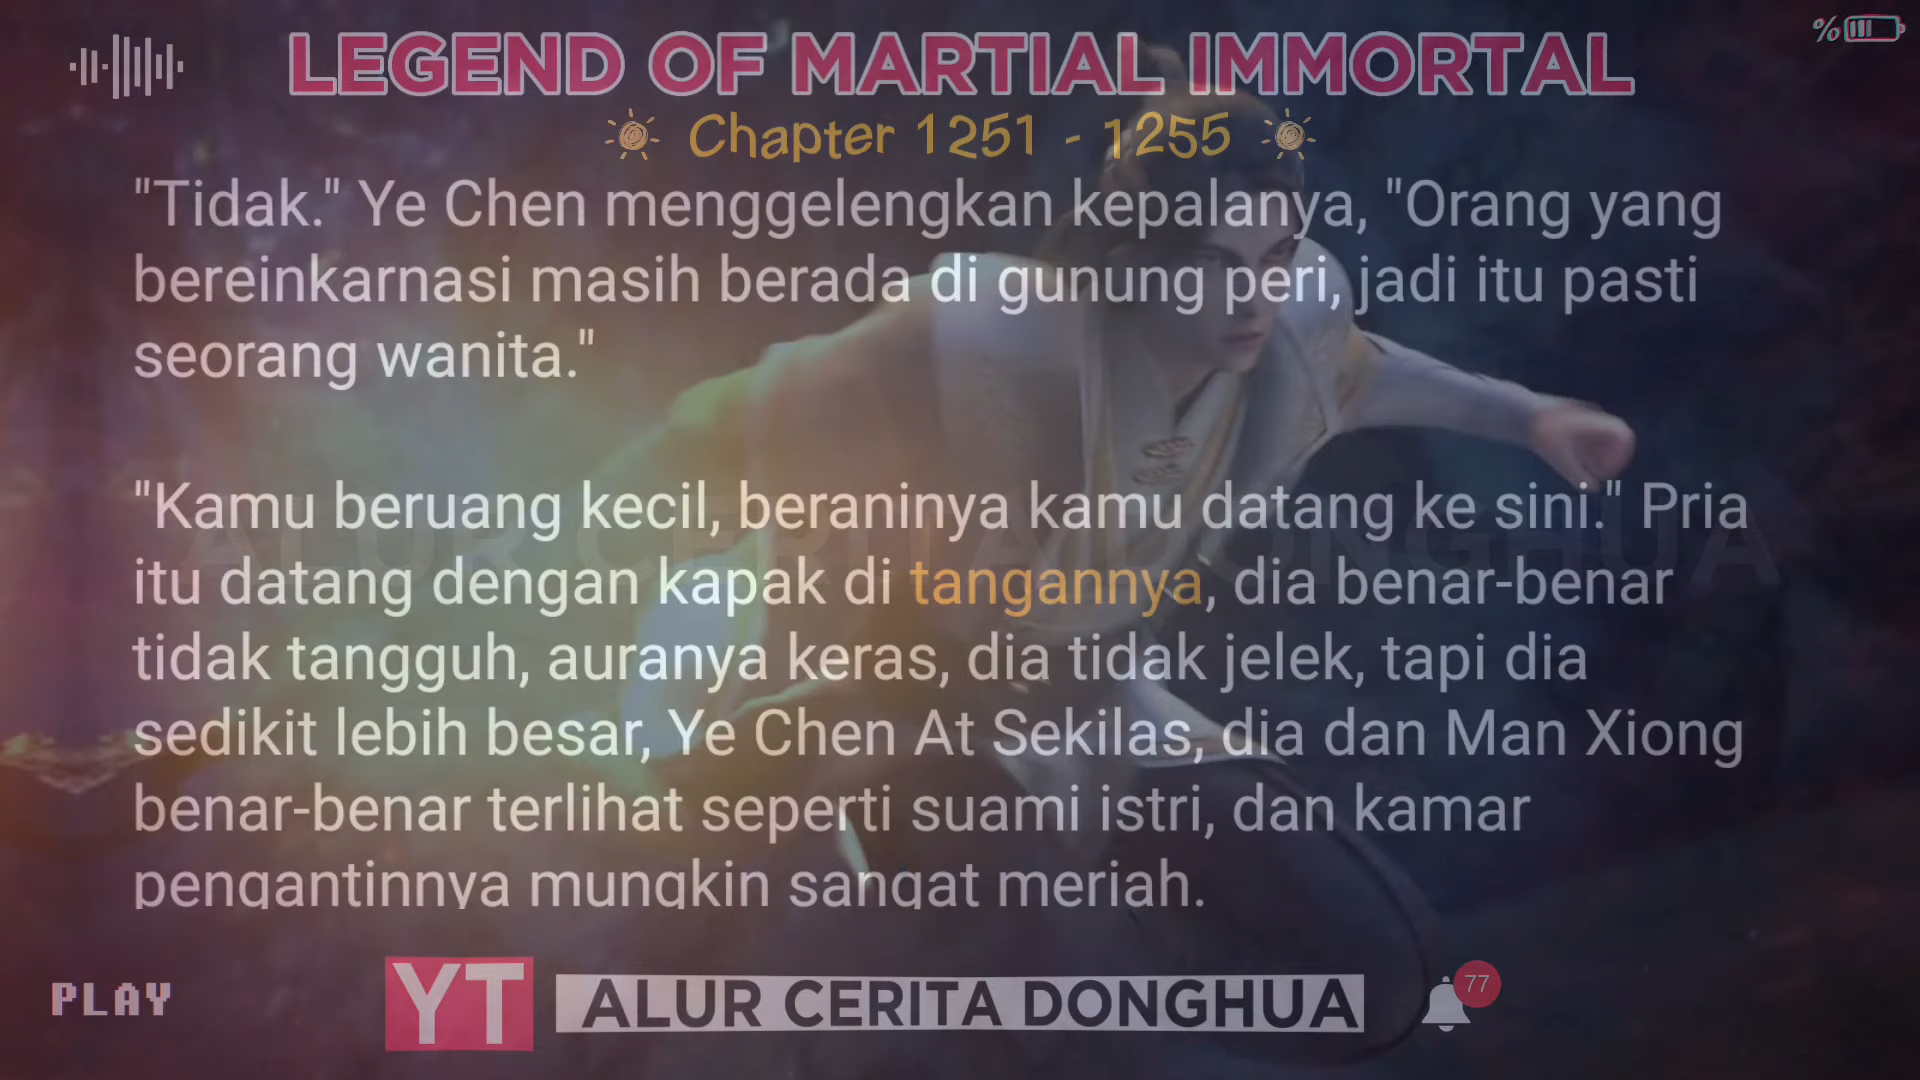 LEGEND OF MARTIAL IMMORTAL
%
Chapter 1251 - 1255
"Tidak." Ye Chen menggelengkan kepalanya, "Orang yang
bereinkarnasi masih berada di gunung peri, jadi itu pasti
seorang wanita."
"Kamu beruang kecil, beraninya kamu datang ke sini." Pria
itu datang dengan kapak di tangannya, dia benar-benar
tidak tangguh, auranya keras, dia tidak jelek, tapi dia
sedikit lebih besar, Ye Chen At Sekilas, dia dan Man Xiong
benar-benar terlihat seperti suami istri, dan kamar
pengantinnya mungkin sangat meriah.
ALUR CERITA DONGHUA
PLAY
YT
ALUR CERITA DONGHUA
77